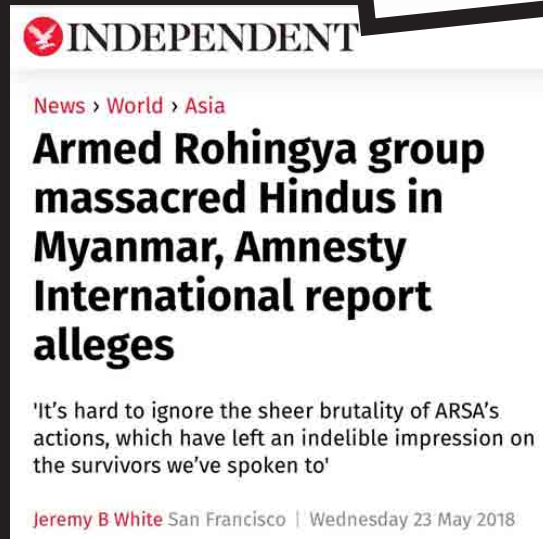 INDEPENDENT
News › World › Asia
Armed Rohingya group
massacred Hindus in
Myanmar, Amnesty
International report
alleges
'It's hard to ignore the sheer brutality of ARSA's
actions, which have left an indelible impression on
the survivors we've spoken to'
Jeremy B White San Francisco | Wednesday 23 May 2018